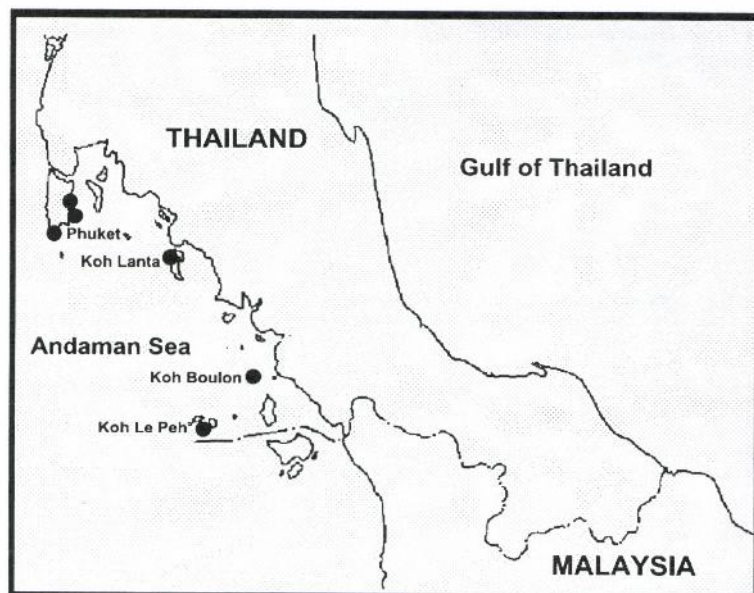 THAILAND
Gulf of Thailand
Phuket
Koh Lanta
Andaman Sea
Koh Boulon
Koh Le Peh
MALAYSIA